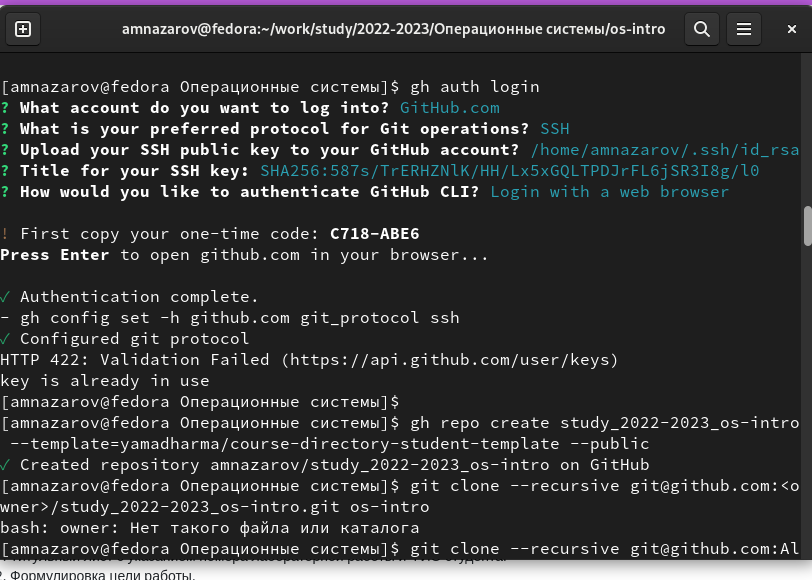 amnazarov@fedora:~/work/study/2022-2023/Операционные системы/os-intro
[amnazarov@fedora Операционные системы]$ gh auth login
? What account do you want to log into? GitHub.com
? What is your preferred protocol for Git operations? SSH
? Upload your SSH public key to your GitHub account? /home/amnazarov/.ssh/id_rsa
? Title for your SSH key: SHA256:587s/TrERHZNlK/HH/Lx5xGQLTPDJrFL6jSR3I8g/l0
? How would you like to authenticate GitHub CLI? Login with a web browser
! First copy your one-time code: C718-ABE6
Press Enter to open github.com in your browser...
✓ Authentication complete.
- gh config set -h github.com git_protocol ssh
✓ Configured git protocol
HTTP 422: Validation Failed (https://api.github.com/user/keys)
key is already in use
[amnazarov@fedora Операционные системы]$
[amnazarov@fedora Операционные системы]$ gh repo create study_2022-2023_os-intro
--template=yamadharma/course-directory-student-template --public
✓ Created repository amnazarov/study_2022-2023_os-intro on GitHub
[amnazarov@fedora Операционные системы]$ git clone --recursive git@github.com:<o
wner>/study_2022-2023_os-intro.git os-intro
bash: owner: Нет такого файла или каталога
[amnazarov@fedora Операционные системы]$ git clone --recursive git@github.com:Al
2. Формулировка цели работы.